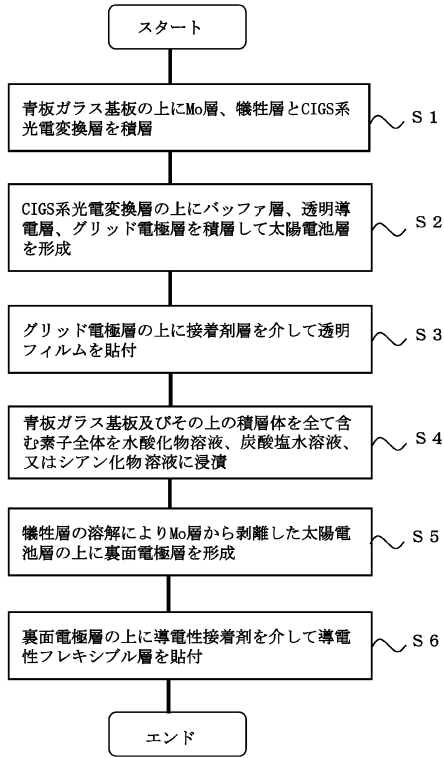 スタート
青板ガラス基板の上にMo層、犠牲層とCIGS系
光電変換層を積層
S1
CIGS系光電変換層の上にバッファ層、透明導
電層、グリッド電極層を積層して太陽電池層
を形成
S2
グリッド電極層の上に接着剤層を介して透明
フィルムを貼付
S3
青板ガラス基板及びその上の積層体を全て含
む素子全体を水酸化物溶液、炭酸塩水溶液、
又はシアン化物溶液に浸漬
S4
犠牲層の溶解によりMo層から剥離した太陽電
池層の上に裏面電極層を形成
S5
裏面電極層の上に導電性接着剤を介して導電
性フレキシブル層を貼付
S6
エンド